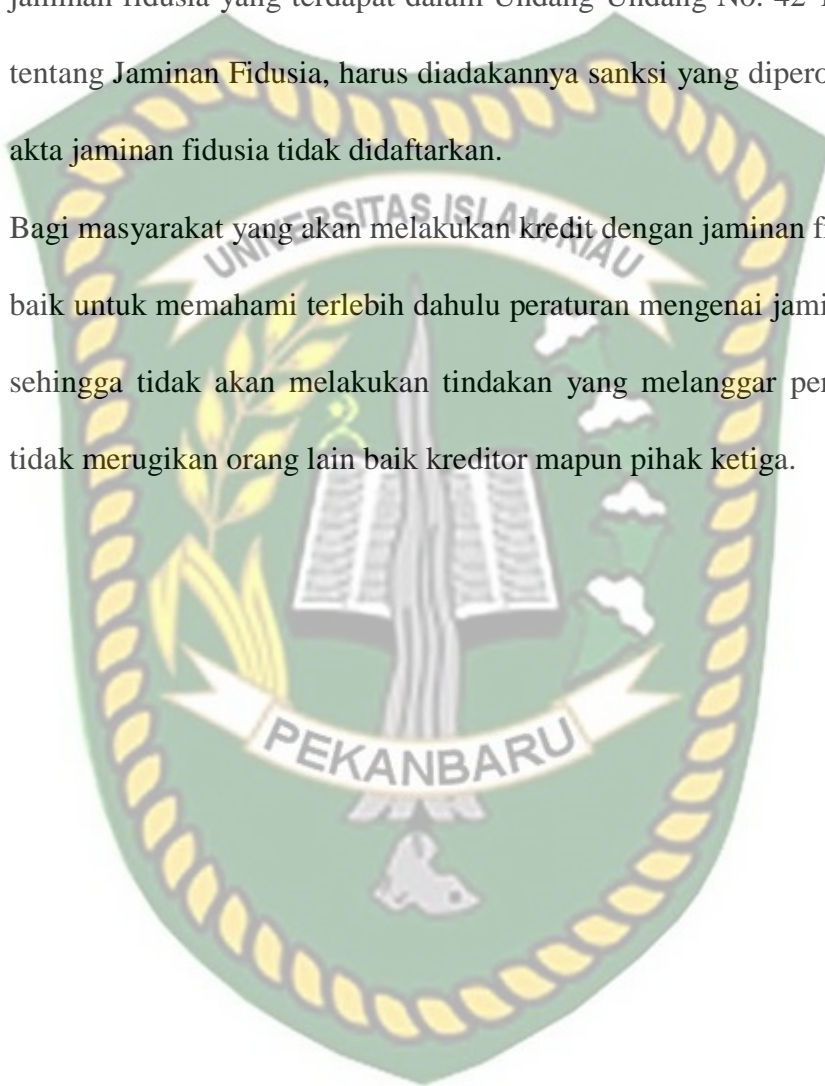 jaminan fidusia yang terdapat dalam Undang-Undang No. 42
tentang Jaminan Fidusia, harus diadakannya sanksi yang
akta jaminan fidusia tidak didaftarkan.
Bagi masyarakat yang akan melakukan kredit dengan jaminan
baik untuk memahami terlebih dahulu peraturan mengenai
sehingga tidak akan melakukan tindakan yang melanggar
tidak merugikan orang lain baik kreditor mapun pihak ketiga.
UNIVERSITAS ISLAM RIAU
PEKANBARU